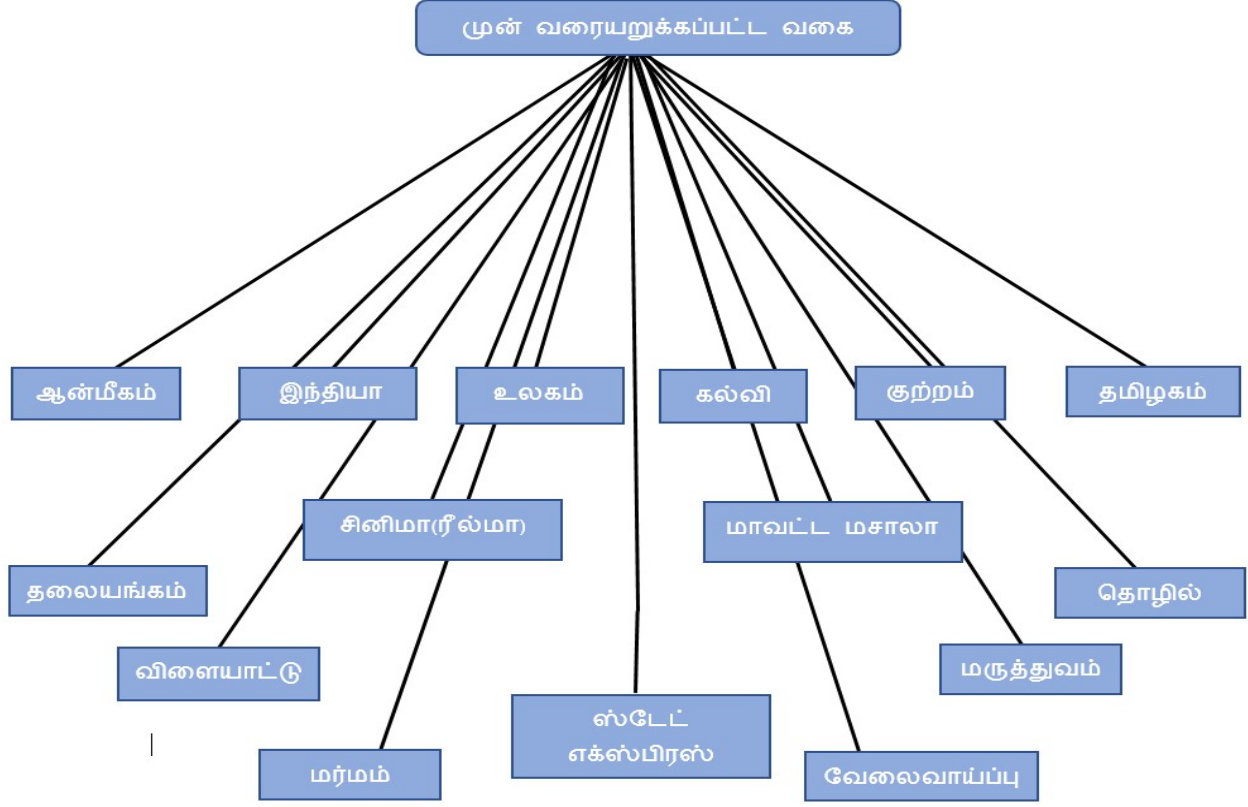 முன் வரையறுக்கப்பட்ட வகை
ஆன்மீகம்
இந்தியா
உலகம்
கல்வி
குற்றம்
தமிழகம்
சினிமா(ரீல்மா)
மாவட்ட மசாலா
தலையங்கம்
தொழில்
விளையாட்டு
மருத்துவம்
ஸ்டேட்
எக்ஸ்பிரஸ்
மர்மம்
வேலைவாய்ப்பு